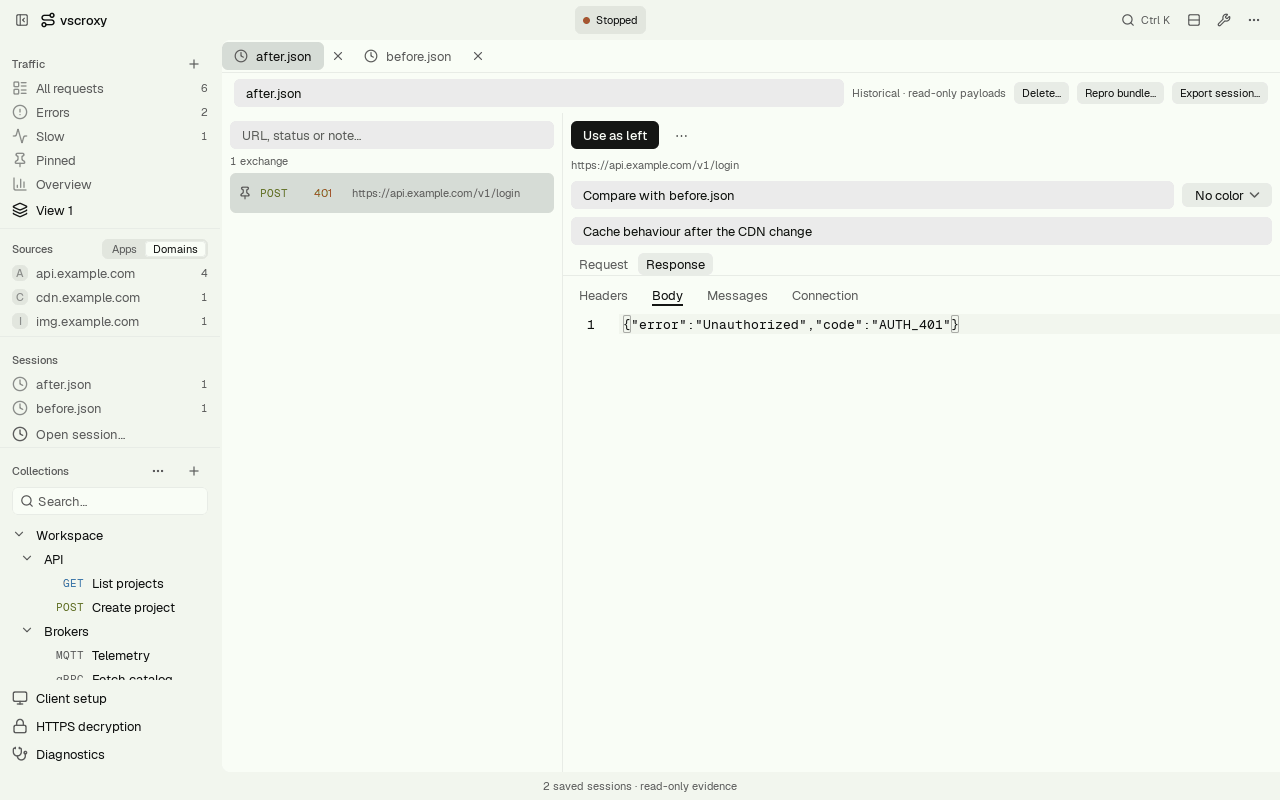 vscroxy
Stopped
Ctrl K
Traffic
All requests 6
Errors 2
Slow 1
Pinned
Overview
View 1
Sources Apps Domains
A api.example.com 4
C cdn.example.com 1
I img.example.com 1
Sessions
after.json 1
before.json 1
Open session…
Collections
Search…
Workspace
API
GET List projects
POST Create project
Brokers
MQTT Telemetry
gRPC Fetch catalog
Client setup
HTTPS decryption
Diagnostics
after.json before.json
after.json Historical · read-only payloads Delete… Repro bundle… Export session…
URL, status or note…
1 exchange
POST 401 https://api.example.com/v1/login
Use as left
https://api.example.com/v1/login
Compare with before.json No color
Cache behaviour after the CDN change
Request Response
Headers Body Messages Connection
1 {"error":"Unauthorized","code":"AUTH_401"}
2 saved sessions · read-only evidence